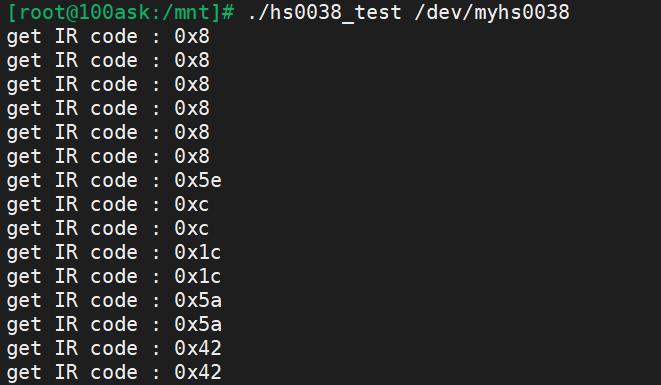 [root@100ask:/mnt]# ./hs0038_test /dev/myhs0038
get IR code : 0x8
get IR code : 0x8
get IR code : 0x8
get IR code : 0x8
get IR code : 0x8
get IR code : 0x8
get IR code : 0x5e
get IR code : 0xc
get IR code : 0xc
get IR code : 0x1c
get IR code : 0x1c
get IR code : 0x5a
get IR code : 0x5a
get IR code : 0x42
get IR code : 0x42